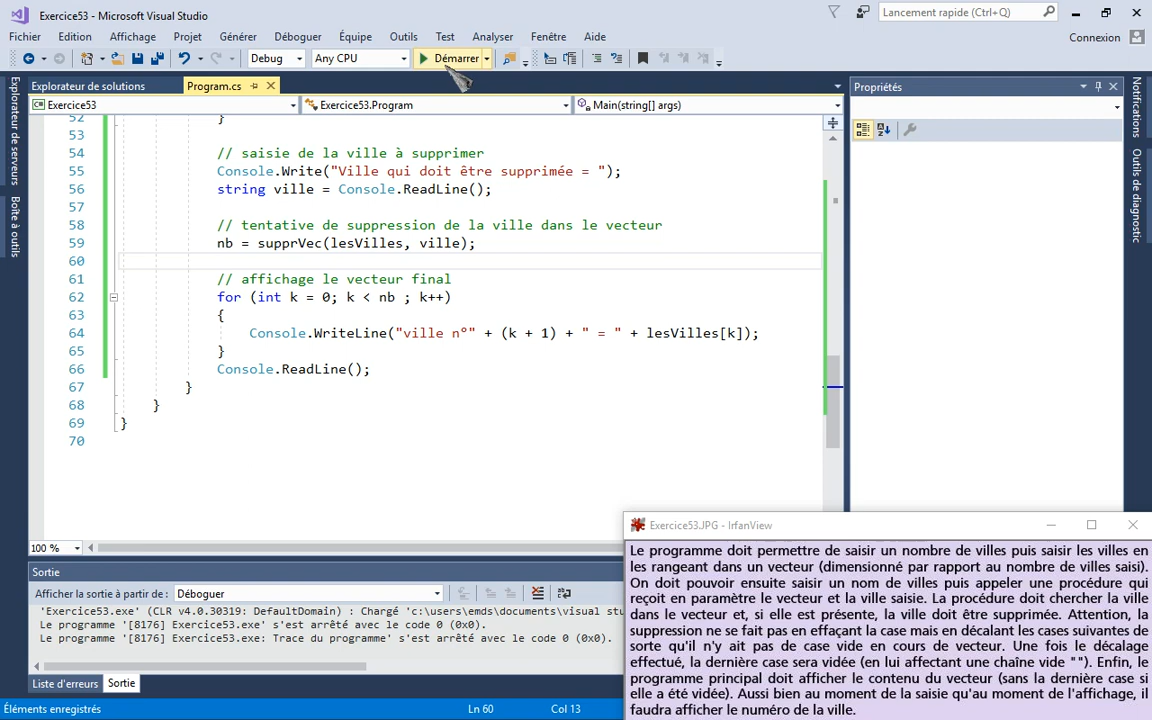 Exercice53 - Microsoft Visual Studio
Lancement rapide (Ctrl+Q)
Fichier Edition Affichage Projet Générer Déboguer Équipe Outils Test Analyser Fenêtre Aide
Connexion
Debug Any CPU Démarrer
Explorateur de serveurs
Boîte à outils
Explorateur de solutions Program.cs
Exercice53 Exercice53.Program Main(string[] args)
52 }
53
54 // saisie de la ville à supprimer
55 Console.Write("Ville qui doit être supprimée = ");
56 string ville = Console.ReadLine();
57
58 // tentative de suppression de la ville dans le vecteur
59 nb = supprVec(lesVilles, ville);
60
61 // affichage le vecteur final
62 for (int k = 0; k < nb ; k++)
63 {
64 Console.WriteLine("ville n°" + (k + 1) + " = " + lesVilles[k]);
65 }
66 Console.ReadLine();
67 }
68 }
69 }
70
100 %
Propriétés
Notifications
Outils de diagnostic
Sortie
Afficher la sortie à partir de : Déboguer
'Exercice53.exe' (CLR v4.0.30319: DefaultDomain) : Chargé 'c:\users\emds\documents\visual stu
Le programme '[8176] Exercice53.exe' s'est arrêté avec le code 0 (0x0).
Le programme '[8176] Exercice53.exe: Trace du programme' s'est arrêté avec le code 0 (0x0).
Liste d'erreurs Sortie
Éléments enregistrés Ln 60 Col 13
Exercice53.JPG - IrfanView
Le programme doit permettre de saisir un nombre de villes puis saisir les villes en
les rangeant dans un vecteur (dimensionné par rapport au nombre de villes saisi).
On doit pouvoir ensuite saisir un nom de villes puis appeler une procédure qui
reçoit en paramètre le vecteur et la ville saisie. La procédure doit chercher la ville
dans le vecteur et, si elle est présente, la ville doit être supprimée. Attention, la
suppression ne se fait pas en effaçant la case mais en décalant les cases suivantes de
sorte qu'il n'y ait pas de case vide en cours de vecteur. Une fois le décalage
effectué, la dernière case sera vidée (en lui affectant une chaîne vide ""). Enfin, le
programme principal doit afficher le contenu du vecteur (sans la dernière case si
elle a été vidée). Aussi bien au moment de la saisie qu'au moment de l'affichage, il
faudra afficher le numéro de la ville.